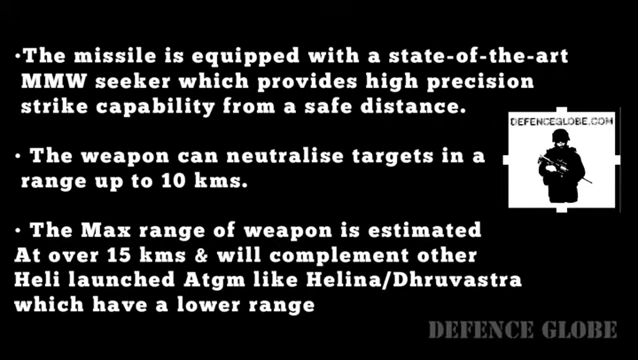 •The missile is equipped with a state-of-the-art
MMW seeker which provides high precision
strike capability from a safe distance.
DEFENCEGLOBE.COM
• The weapon can neutralise targets in a
range up to 10 kms.
• The Max range of weapon is estimated
At over 15 kms & will complement other
Heli launched Atgm like Helina/Dhruvastra
which have a lower range
DEFENCE GLOBE